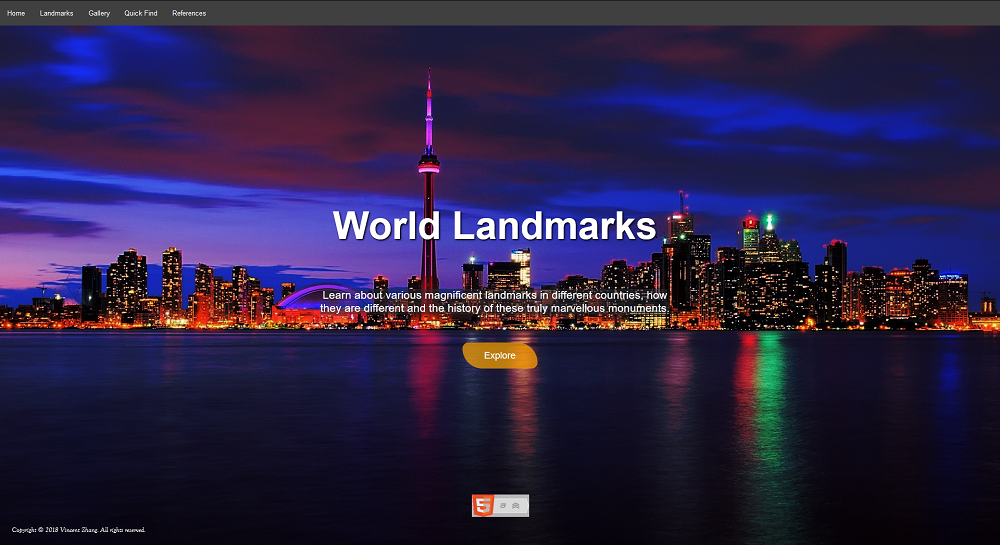 Home Landmarks Gallery Quick Find References
World Landmarks
Learn about various magnificent landmarks in different countries, how
they are different and the history of these truly marvellous monuments.
Explore
5
Copyright © 2018 Vincent Zhang. All rights reserved.